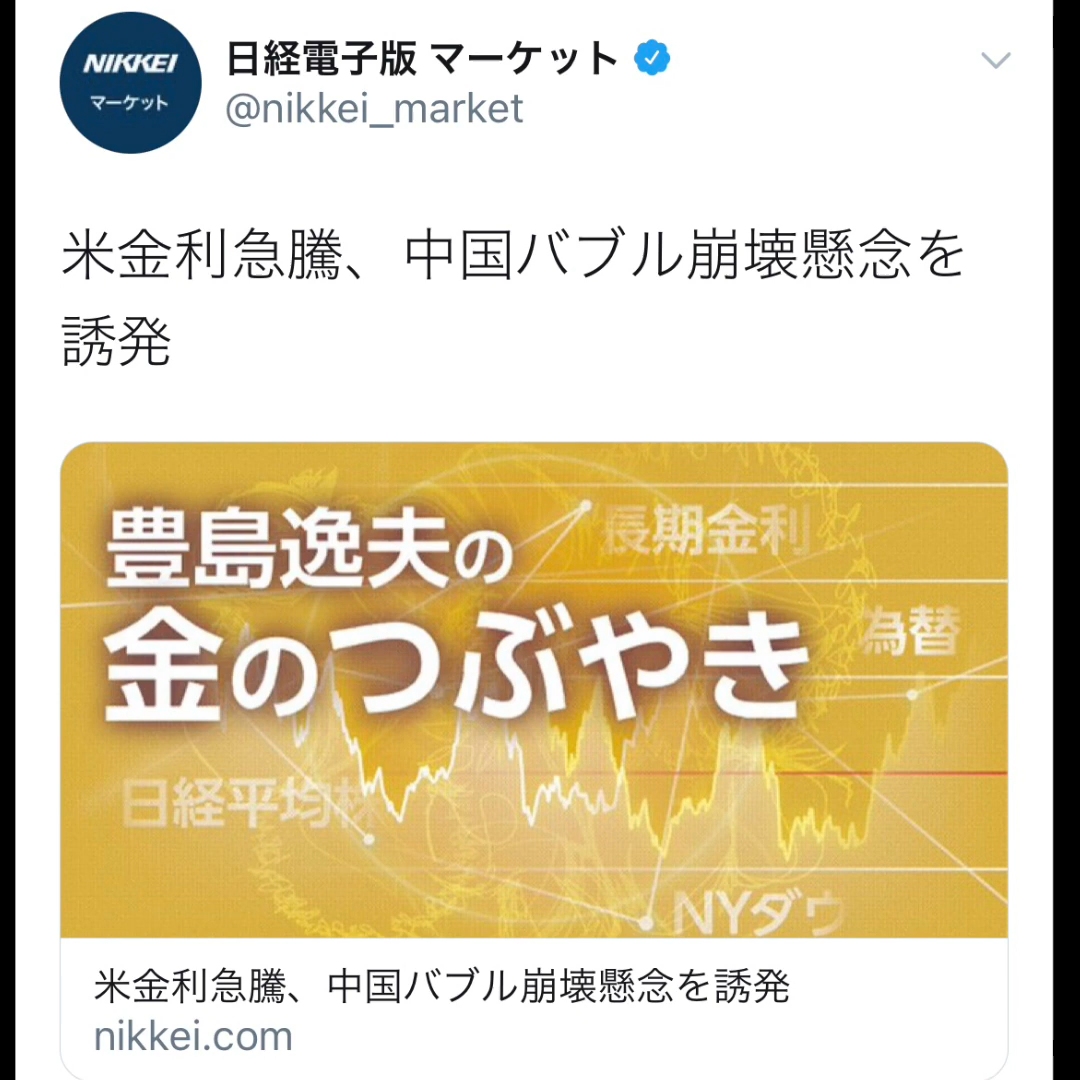 NIKKEI
マーケット
日経電子版 マーケット
@nikkei_market
米金利急騰、中国バブル崩壊懸念を
誘発
豊島逸夫の
長期金利
金のつぶやき
為替
日経平均株
NYダウ
米金利急騰、中国バブル崩壊懸念を誘発
nikkei.com